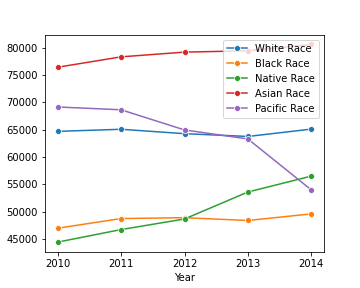 80000
75000
70000
65000
60000
55000
50000
45000
White Race
Black Race
Native Race
Asian Race
Pacific Race
2010 2011 2012 2013 2014
Year